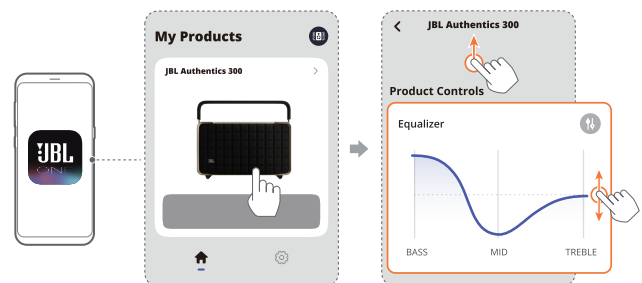 JBL
ONE
My Products
JBL Authentics 300
JBL Authentics 300
Product Controls
Equalizer
BASS MID TREBLE